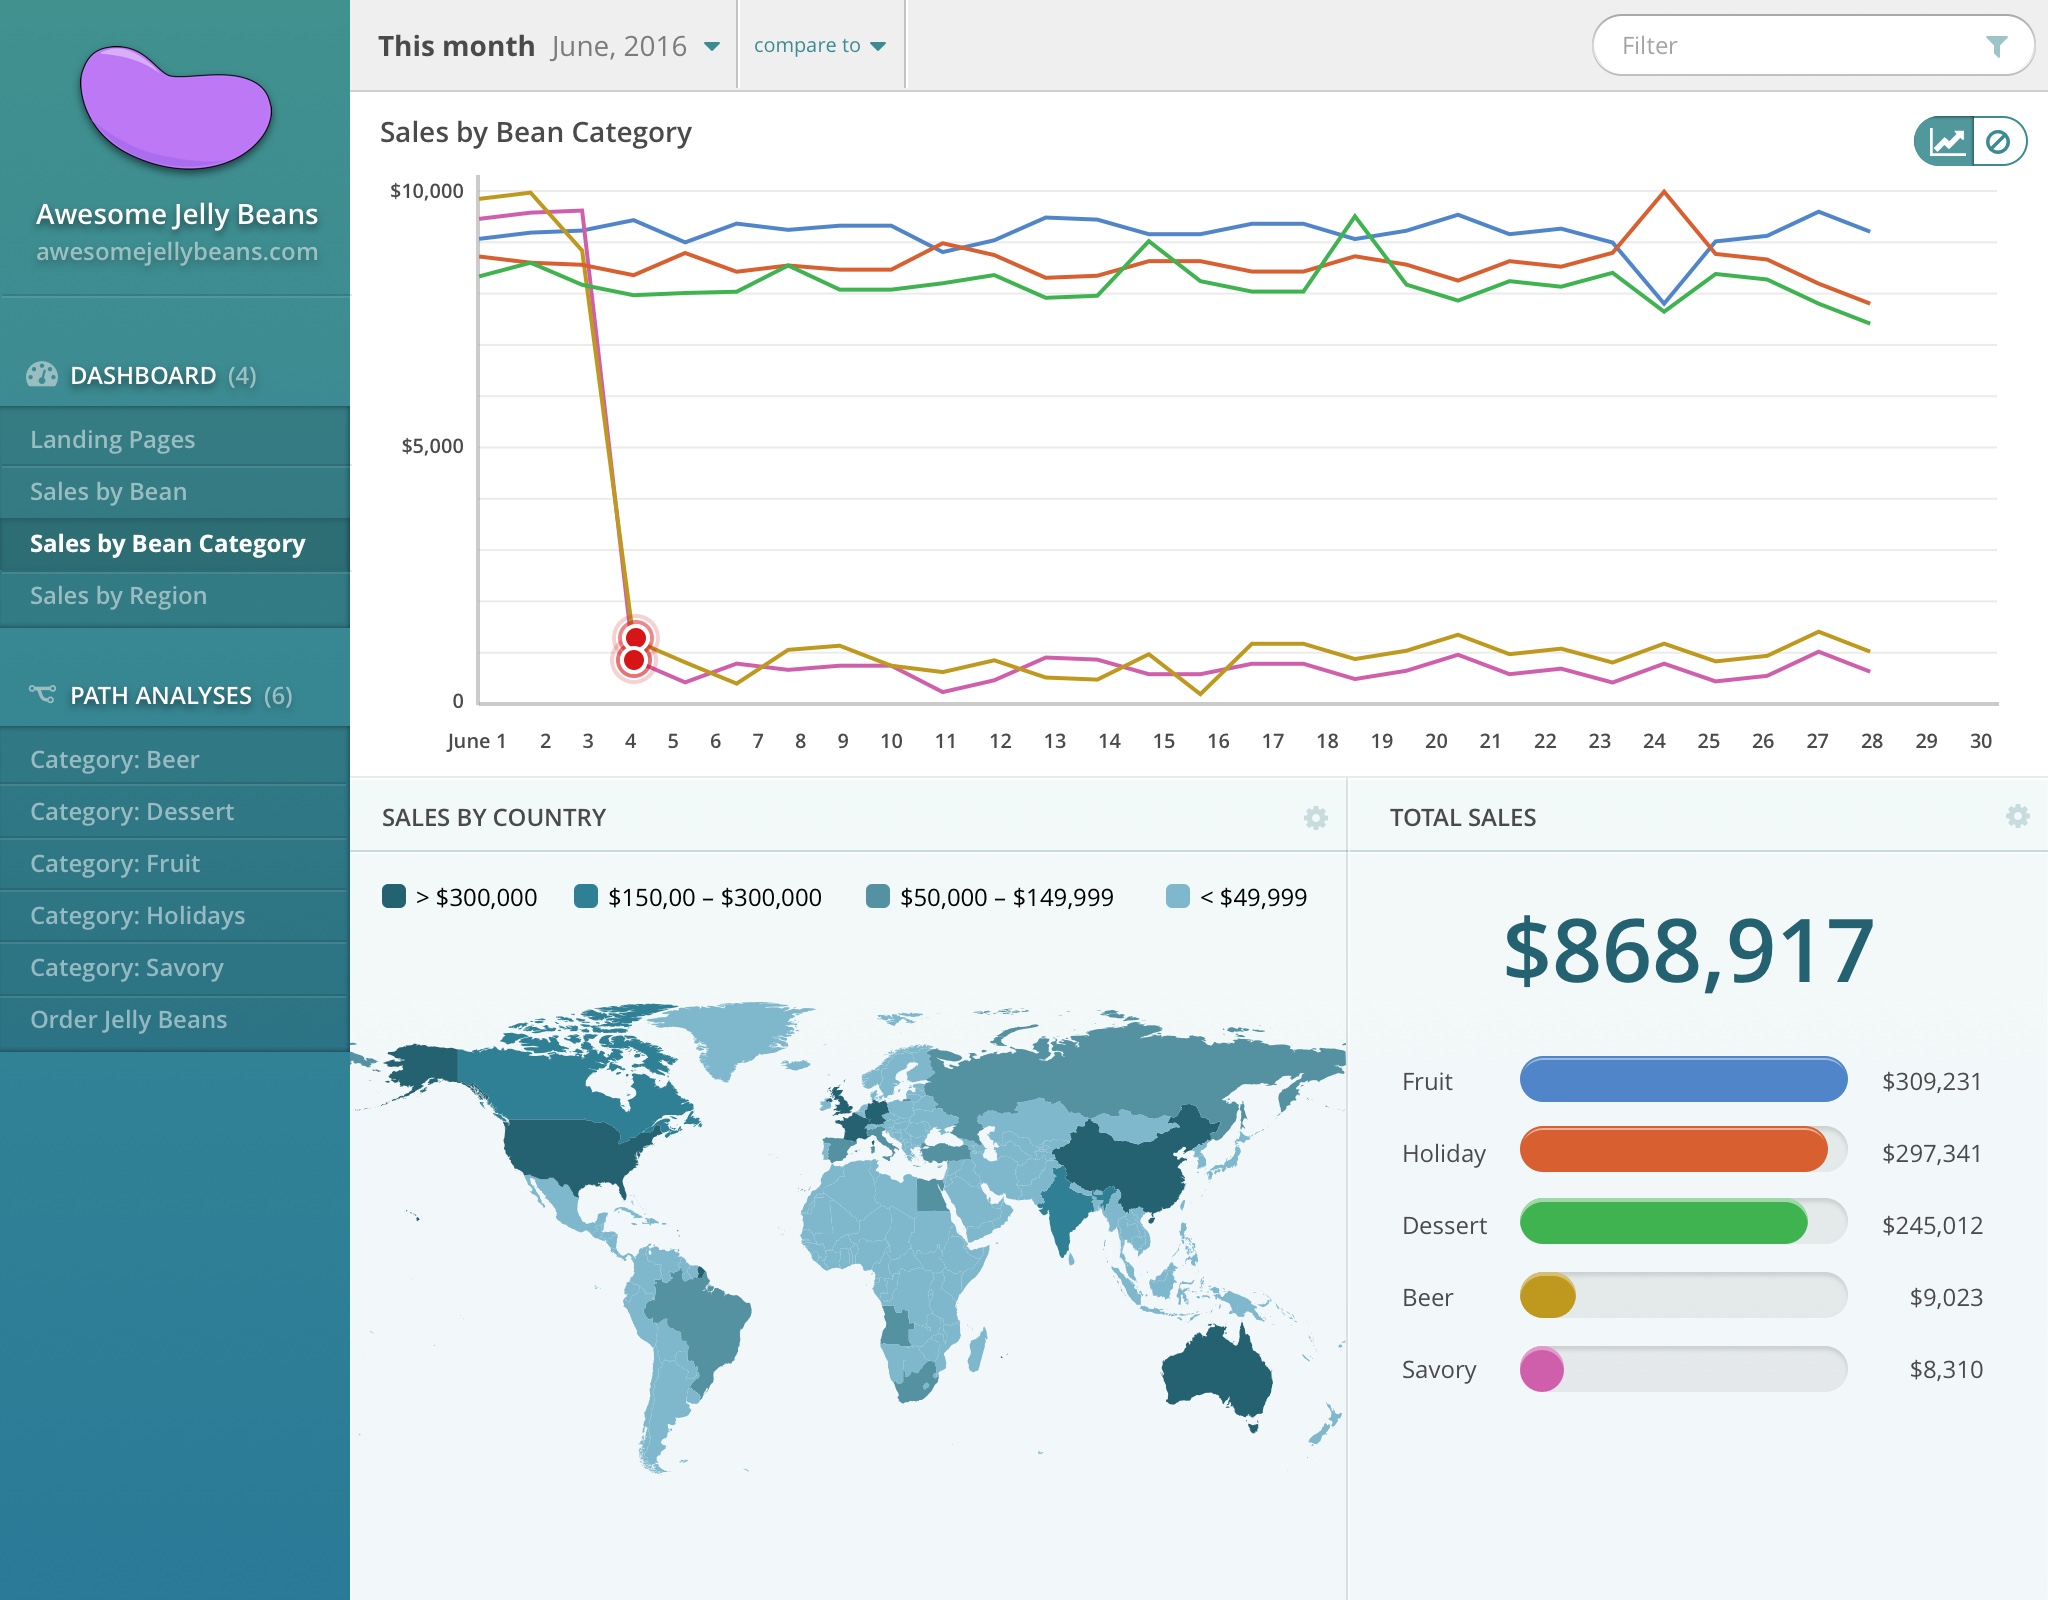 Awesome Jelly Beans
awesomejellybeans.com
DASHBOARD (4)
Landing Pages
Sales by Bean
Sales by Bean Category
Sales by Region
PATH ANALYSES (6)
Category: Beer
Category: Dessert
Category: Fruit
Category: Holidays
Category: Savory
Order Jelly Beans
This month June, 2016
compare to
Filter
Sales by Bean Category
$10,000
$5,000
0
June 1 2 3 4 5 6 7 8 9 10 11 12 13 14 15 16 17 18 19 20 21 22 23 24 25 26 27 28 29 30
SALES BY COUNTRY
> $300,000 $150,00 – $300,000 $50,000 – $149,999 < $49,999
TOTAL SALES
$868,917
Fruit $309,231
Holiday $297,341
Dessert $245,012
Beer $9,023
Savory $8,310